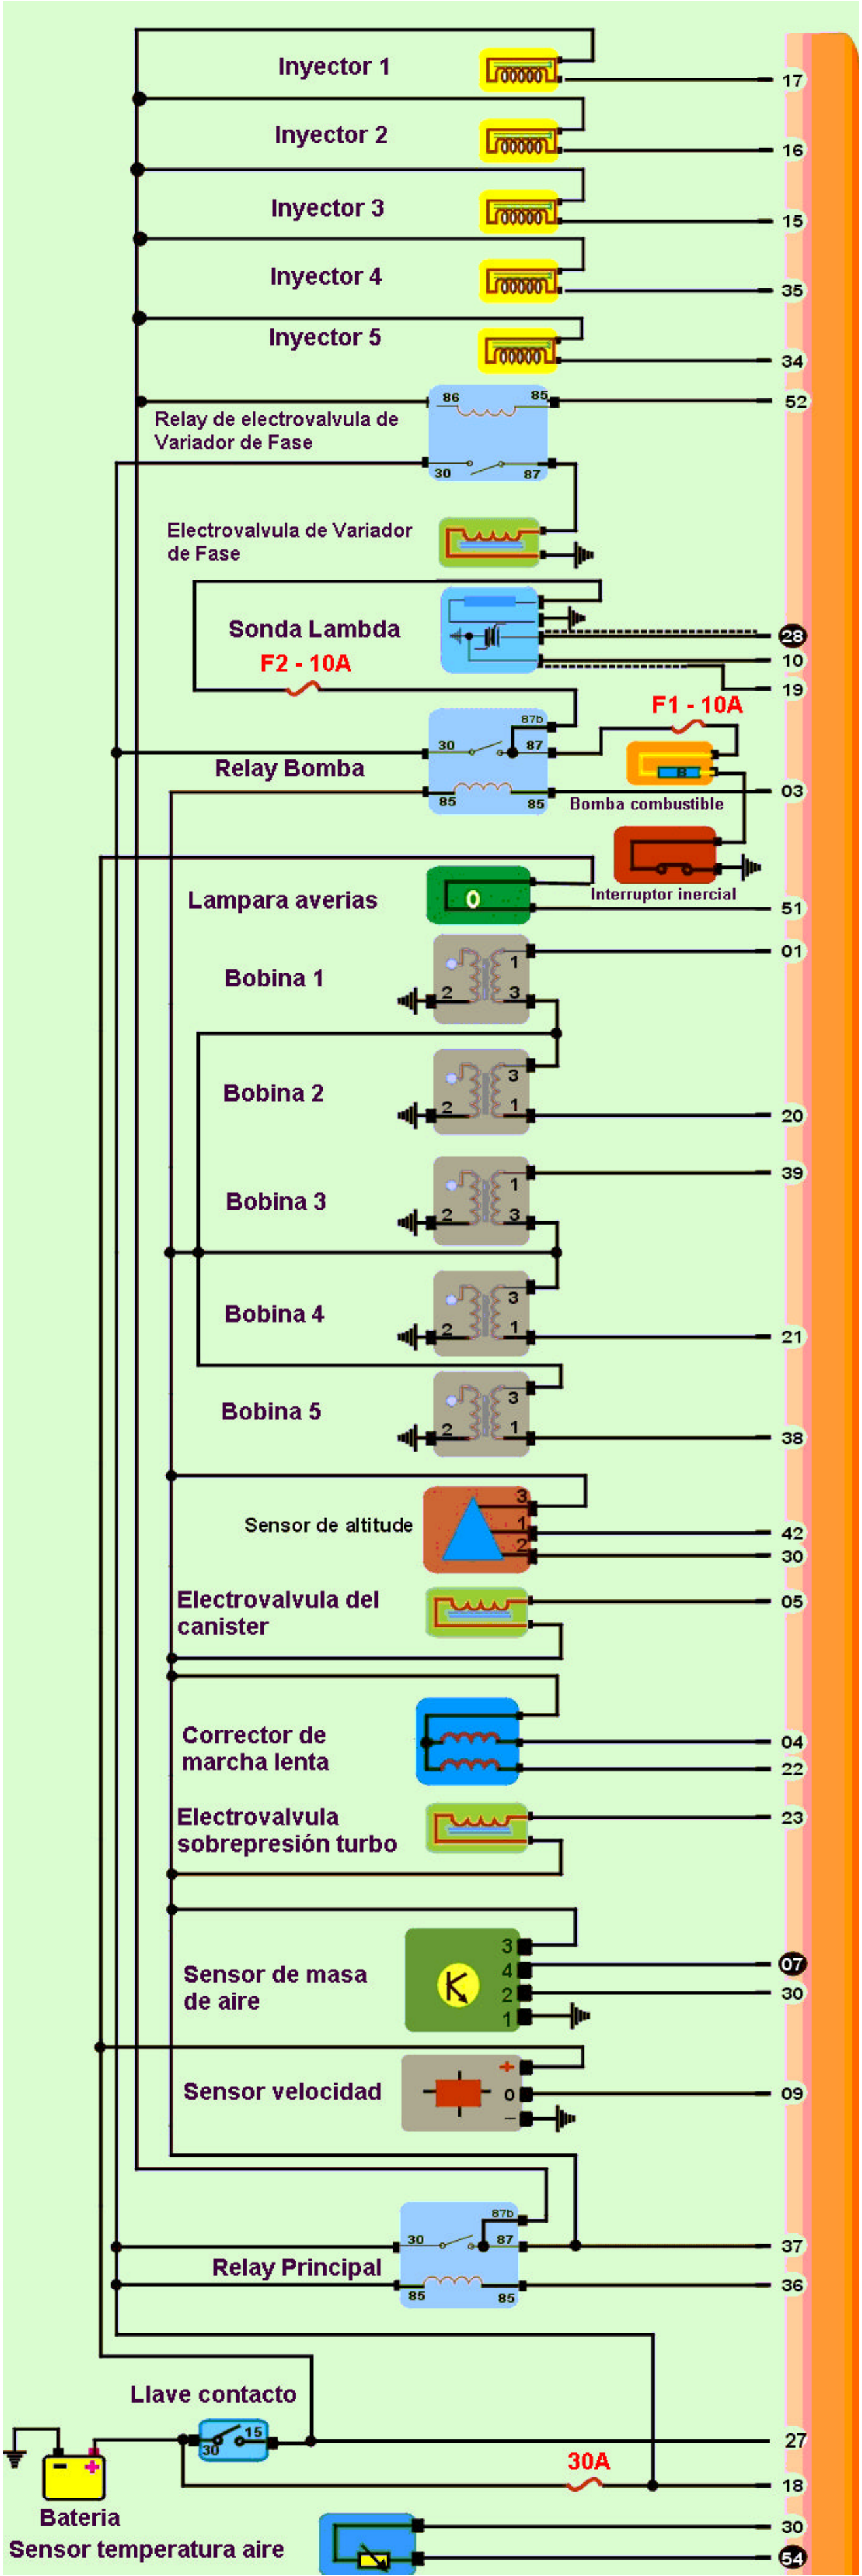 Inyector 1
17
Inyector 2
16
Inyector 3
15
Inyector 4
35
Inyector 5
34
86 85
52
Relay de electrovalvula de
Variador de Fase
30 87
Electrovalvula de Variador
de Fase
Sonda Lambda
28
10
F2 - 10A
19
F1 - 10A
87b
30 87
Relay Bomba
B
85 85
03
Bomba combustible
Interruptor inercial
Lampara averias
0
51
01
Bobina 1
1
2 3
Bobina 2
3
2 1
20
39
Bobina 3
1
2 3
Bobina 4
3
2 1
21
Bobina 5
3
2 1
38
Sensor de altitude
3
1
42
2
30
Electrovalvula del
canister
05
Corrector de
marcha lenta
04
22
Electrovalvula
sobrepresión turbo
23
Sensor de masa
de aire
3
4
07
2
30
1
Sensor velocidad
+
0
09
–
87b
30 87
37
Relay Principal
85 85
36
Llave contacto
30 15
27
30A
18
- +
Bateria
30
Sensor temperatura aire
54